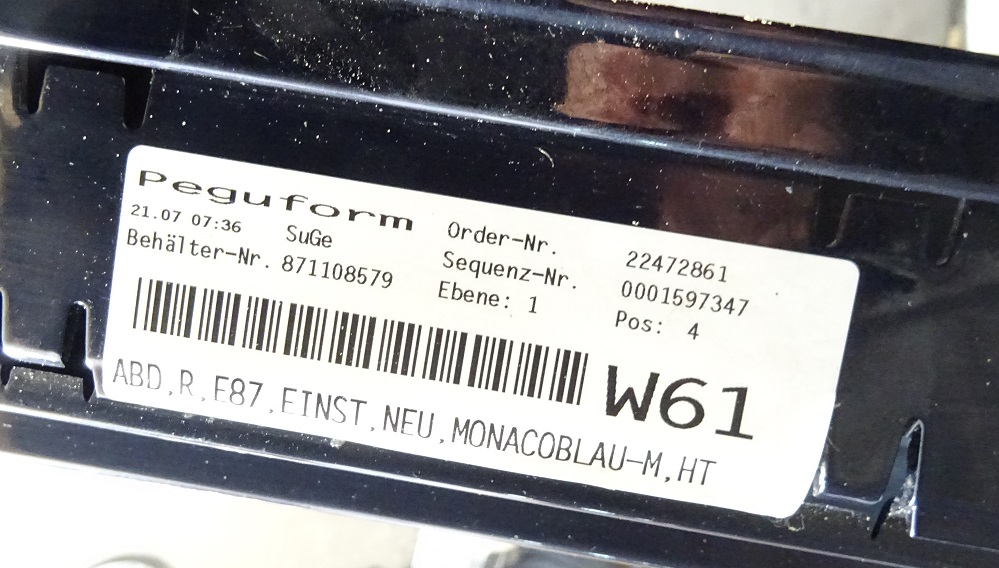 Peguform
21.07 07:36 SuGe
Behälter-Nr. 871108579
Order-Nr. 22472861
Sequenz-Nr. 0001597347
Ebene: 1 Pos: 4
W61
ABD,R,E87,EINST,NEU,MONACOBLAU-M,HT